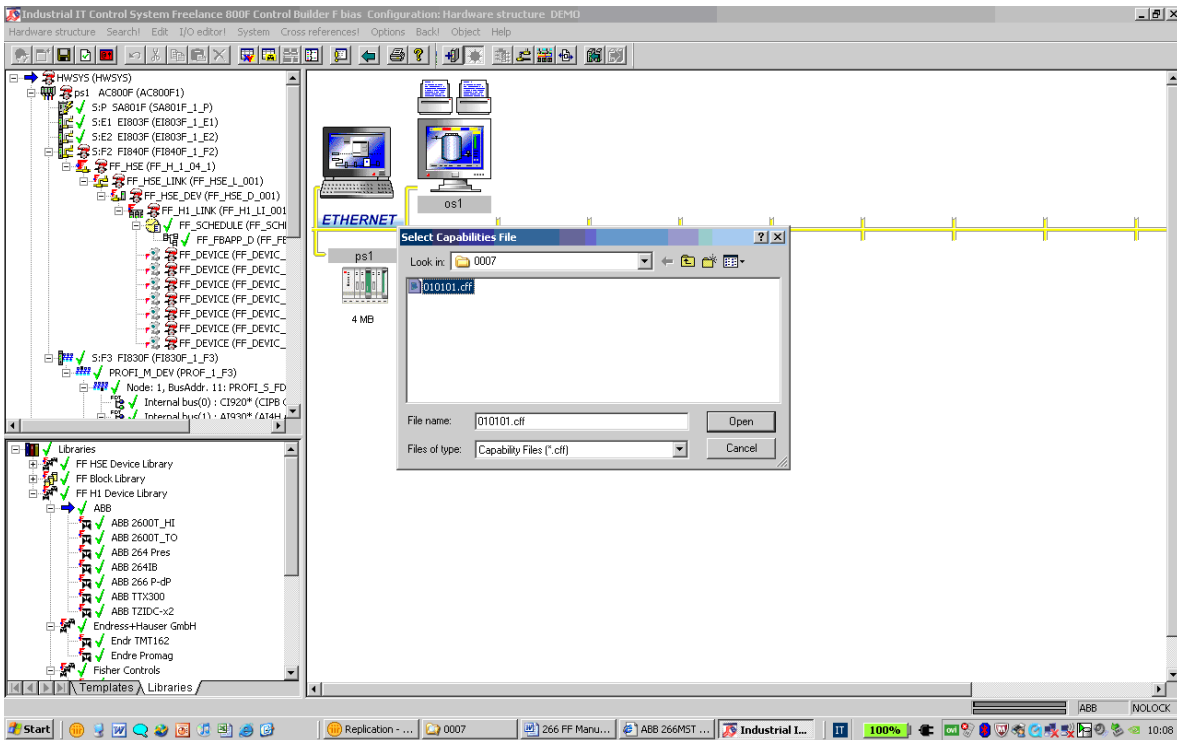 Industrial IT Control System Freelance 800F Control Builder F bias Configuration: Hardware structure DEMO
Hardware structure Search! Edit I/O editor! System Cross references! Options Back! Object Help
HWSYS (HWSYS)
ps1 AC800F (AC800F1)
S:P SA801F (SA801F_1_P)
S:E1 EI803F (EI803F_1_E1)
S:E2 EI803F (EI803F_1_E2)
S:F2 FI840F (FI840F_1_F2)
FF_HSE (FF_H_1_04_1)
FF_HSE_LINK (FF_HSE_L_001)
FF_HSE_DEV (FF_HSE_D_001)
FF_H1_LINK (FF_H1_LI_001
FF_SCHEDULE (FF_SCH
FF_FBAPP_D (FF_FE
FF_DEVICE (FF_DEVIC_
FF_DEVICE (FF_DEVIC_
FF_DEVICE (FF_DEVIC_
FF_DEVICE (FF_DEVIC_
FF_DEVICE (FF_DEVIC_
FF_DEVICE (FF_DEVIC_
FF_DEVICE (FF_DEVIC_
S:F3 FI830F (FI830F_1_F3)
PROFI_M_DEV (PROF_1_F3)
Node: 1, BusAddr. 11: PROFI_S_FD
Internal bus(0) : CI920* (CIPB
Internal bus(1) : AI930* (AI4H
os1
ETHERNET
ps1
4 MB
Select Capabilities File
Look in: 0007
010101.cff
File name: 010101.cff Open
Files of type: Capability Files (*.cff) Cancel
Libraries
FF HSE Device Library
FF Block Library
FF H1 Device Library
ABB
ABB 2600T_HI
ABB 2600T_TO
ABB 264 Pres
ABB 264IB
ABB 266 P-dP
ABB TTX300
ABB TZIDC-x2
Endress+Hauser GmbH
Endr TMT162
Endre Promag
Fisher Controls
Templates Libraries
ABB NOLOCK
Start Replication - ... 0007 266 FF Manu... ABB 266MST ... Industrial I... IT 100% 10:08